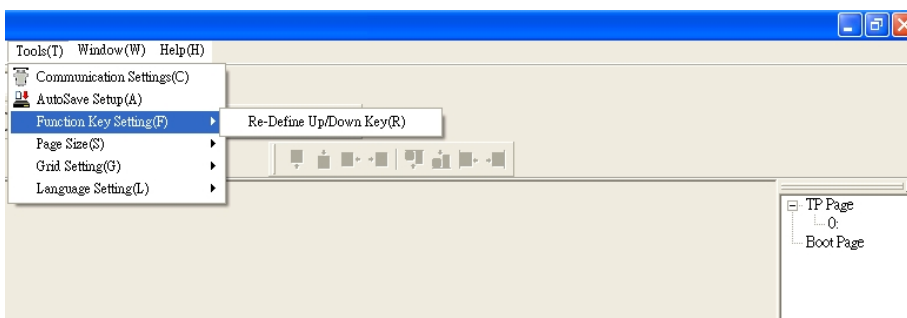 Tools(T) Window(W) Help(H)
Communication Settings(C)
AutoSave Setup(A)
Function Key Setting(F)
Re-Define Up/Down Key(R)
Page Size(S)
Grid Setting(G)
Language Setting(L)
TP Page
0:
Boot Page